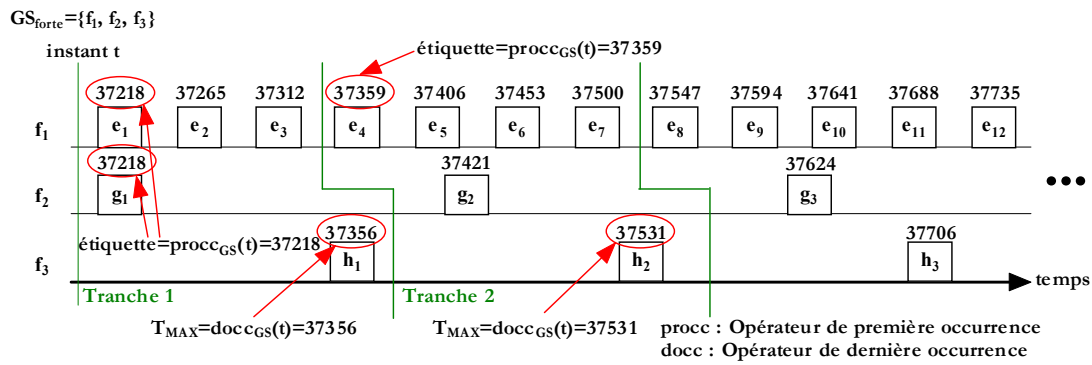 GSforte={f1, f2, f3}
instant t
étiquette=proccGS(t)=37359
37218 37265 37312 37359 37406 37453 37500 37547 37594 37641 37688 37735
f1 e1 e2 e3 e4 e5 e6 e7 e8 e9 e10 e11 e12
37218 37421 37624
f2 g1 g2 g3 •••
étiquette=proccGS(t)=37218 37356 37531 37706
f3 h1 h2 h3
temps
Tranche 1 Tranche 2
TMAX=doccGS(t)=37356 TMAX=doccGS(t)=37531 procc : Opérateur de première occurrence
docc : Opérateur de dernière occurrence